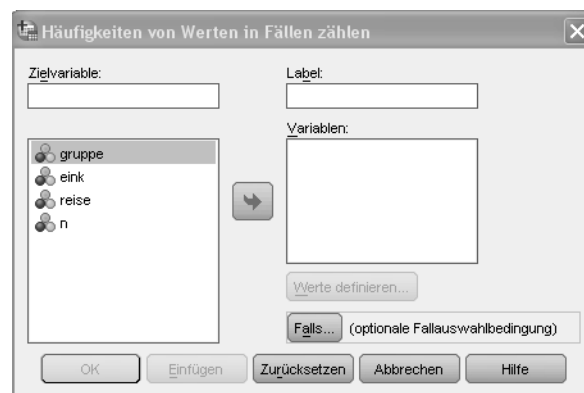 Häufigkeiten von Werten in Fällen zählen
Zielvariable:
Label:
Variablen:
gruppe
eink
reise
n
Werte definieren...
Falls... (optionale Fallauswahlbedingung)
OK Einfügen Zurücksetzen Abbrechen Hilfe